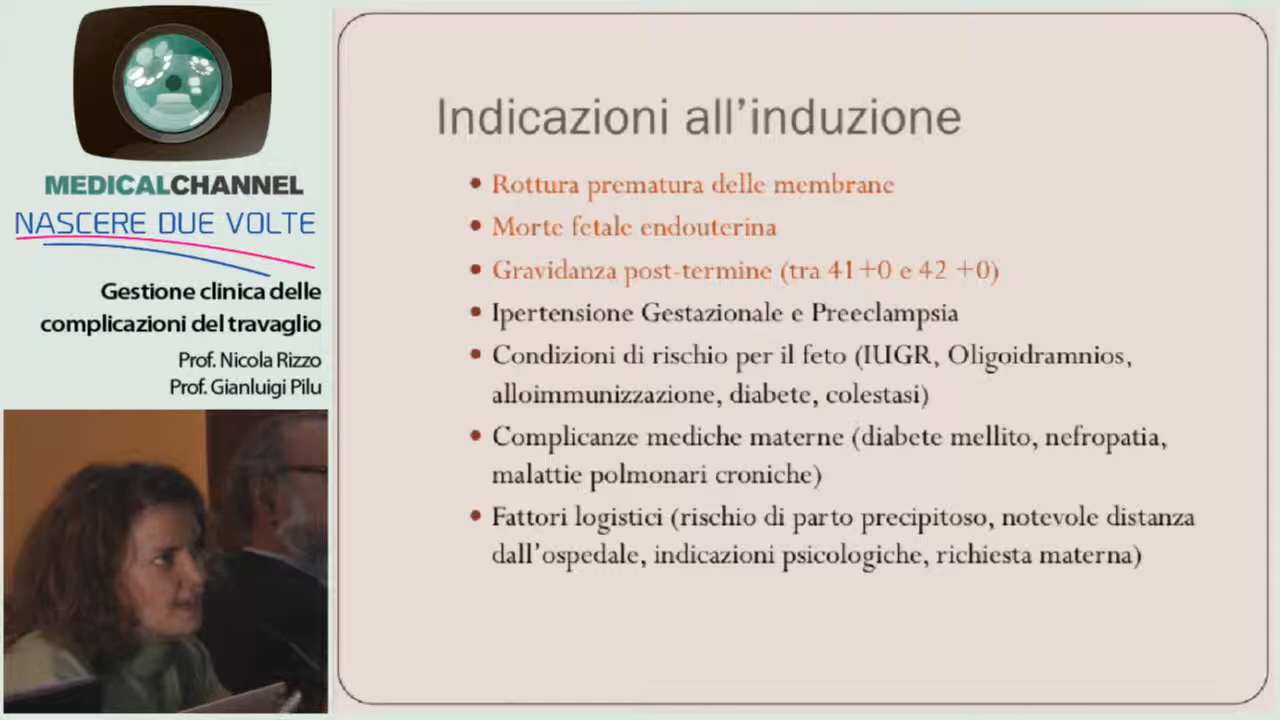 MEDICALCHANNEL
NASCERE DUE VOLTE
Gestione clinica delle
complicazioni del travaglio
Prof. Nicola Rizzo
Prof. Gianluigi Pilu
Indicazioni all’induzione
• Rottura prematura delle membrane
• Morte fetale endouterina
• Gravidanza post-termine (tra 41+0 e 42 +0)
• Ipertensione Gestazionale e Preeclampsia
• Condizioni di rischio per il feto (IUGR, Oligoidramnios,
alloimmunizzazione, diabete, colestasi)
• Complicanze mediche materne (diabete mellito, nefropatia,
malattie polmonari croniche)
• Fattori logistici (rischio di parto precipitoso, notevole distanza
dall’ospedale, indicazioni psicologiche, richiesta materna)